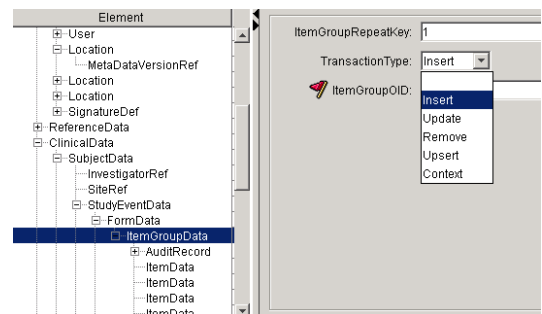 Element
User
Location
MetaDataVersionRef
Location
Location
SignatureDef
ReferenceData
ClinicalData
SubjectData
InvestigatorRef
SiteRef
StudyEventData
FormData
ItemGroupData
AuditRecord
ItemData
ItemData
ItemData
ItemData
ItemGroupRepeatKey: 1
TransactionType: Insert
ItemGroupOID:
Insert
Update
Remove
Upsert
Context